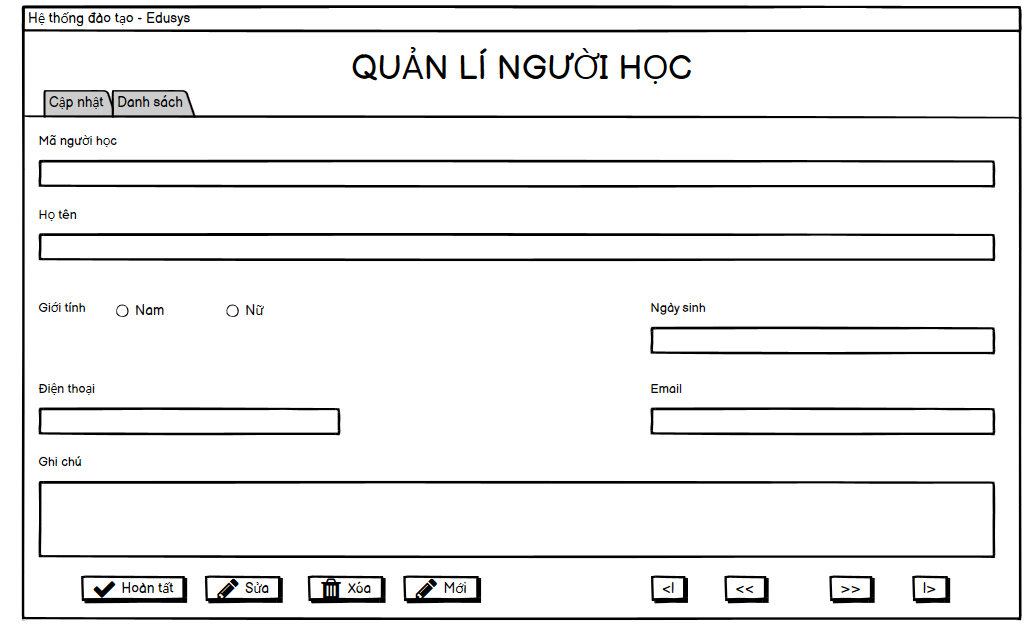 Hệ thống đào tạo - Edusys
QUẢN LÍ NGƯỜI HỌC
Cập nhật Danh sách
Mã người học
Họ tên
Giới tính Nam Nữ Ngày sinh
Điện thoại Email
Ghi chú
Hoàn tất Sửa Xóa Mới <| << >> |>